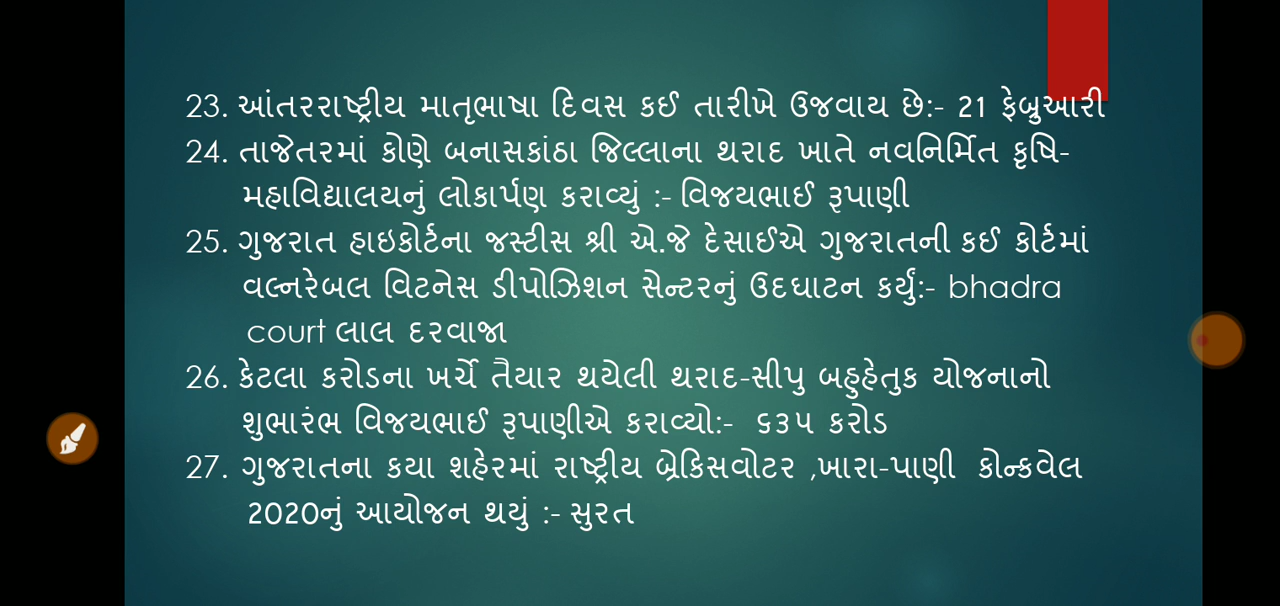 23. આંતરરાષ્ટ્રીય માતૃભાષા દિવસ કઈ તારીખે ઉજવાય છે:- 21 ફેબ્રુઆરી
24. તાજેતરમાં કોણે બનાસકાંઠા જિલ્લાના થરાદ ખાતે નવનિર્મિત કૃષિ-
મહાવિદ્યાલયનું લોકાર્પણ કરાવ્યું :- વિજયભાઈ રૂપાણી
25. ગુજરાત હાઇકોર્ટના જસ્ટીસ શ્રી એ.જે દેસાઈએ ગુજરાતની કઈ કોર્ટમાં
વલ્નરેબલ વિટનેસ ડીપોઝિશન સેન્ટરનું ઉદઘાટન કર્યું:- bhadra
court લાલ દરવાજા
26. કેટલા કરોડના ખર્ચે તૈયાર થયેલી થરાદ-સીપુ બહુહેતુક યોજનાનો
શુભારંભ વિજયભાઈ રૂપાણીએ કરાવ્યો:- ૬૩૫ કરોડ
27. ગુજરાતના કયા શહેરમાં રાષ્ટ્રીય બ્રેકિસવોટર ,ખારા-પાણી કોન્કવેલ
2020નું આયોજન થયું :- સુરત